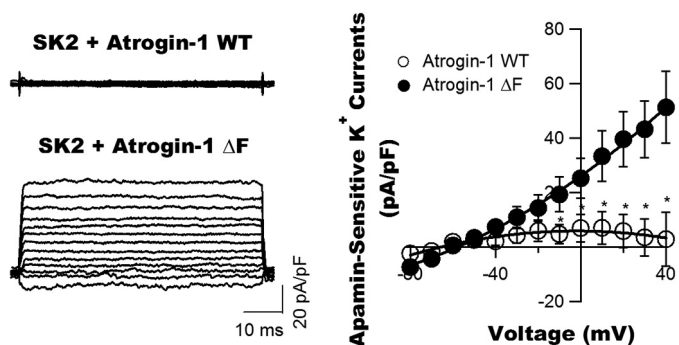 SK2 + Atrogin-1 WT
SK2 + Atrogin-1 ΔF
20 pA/pF
10 ms
Apamin-Sensitive K+ Currents
(pA/pF)
Atrogin-1 WT
Atrogin-1 ΔF
80
60
40
20
-20
-80
-40
40
* * * * * *
Voltage (mV)